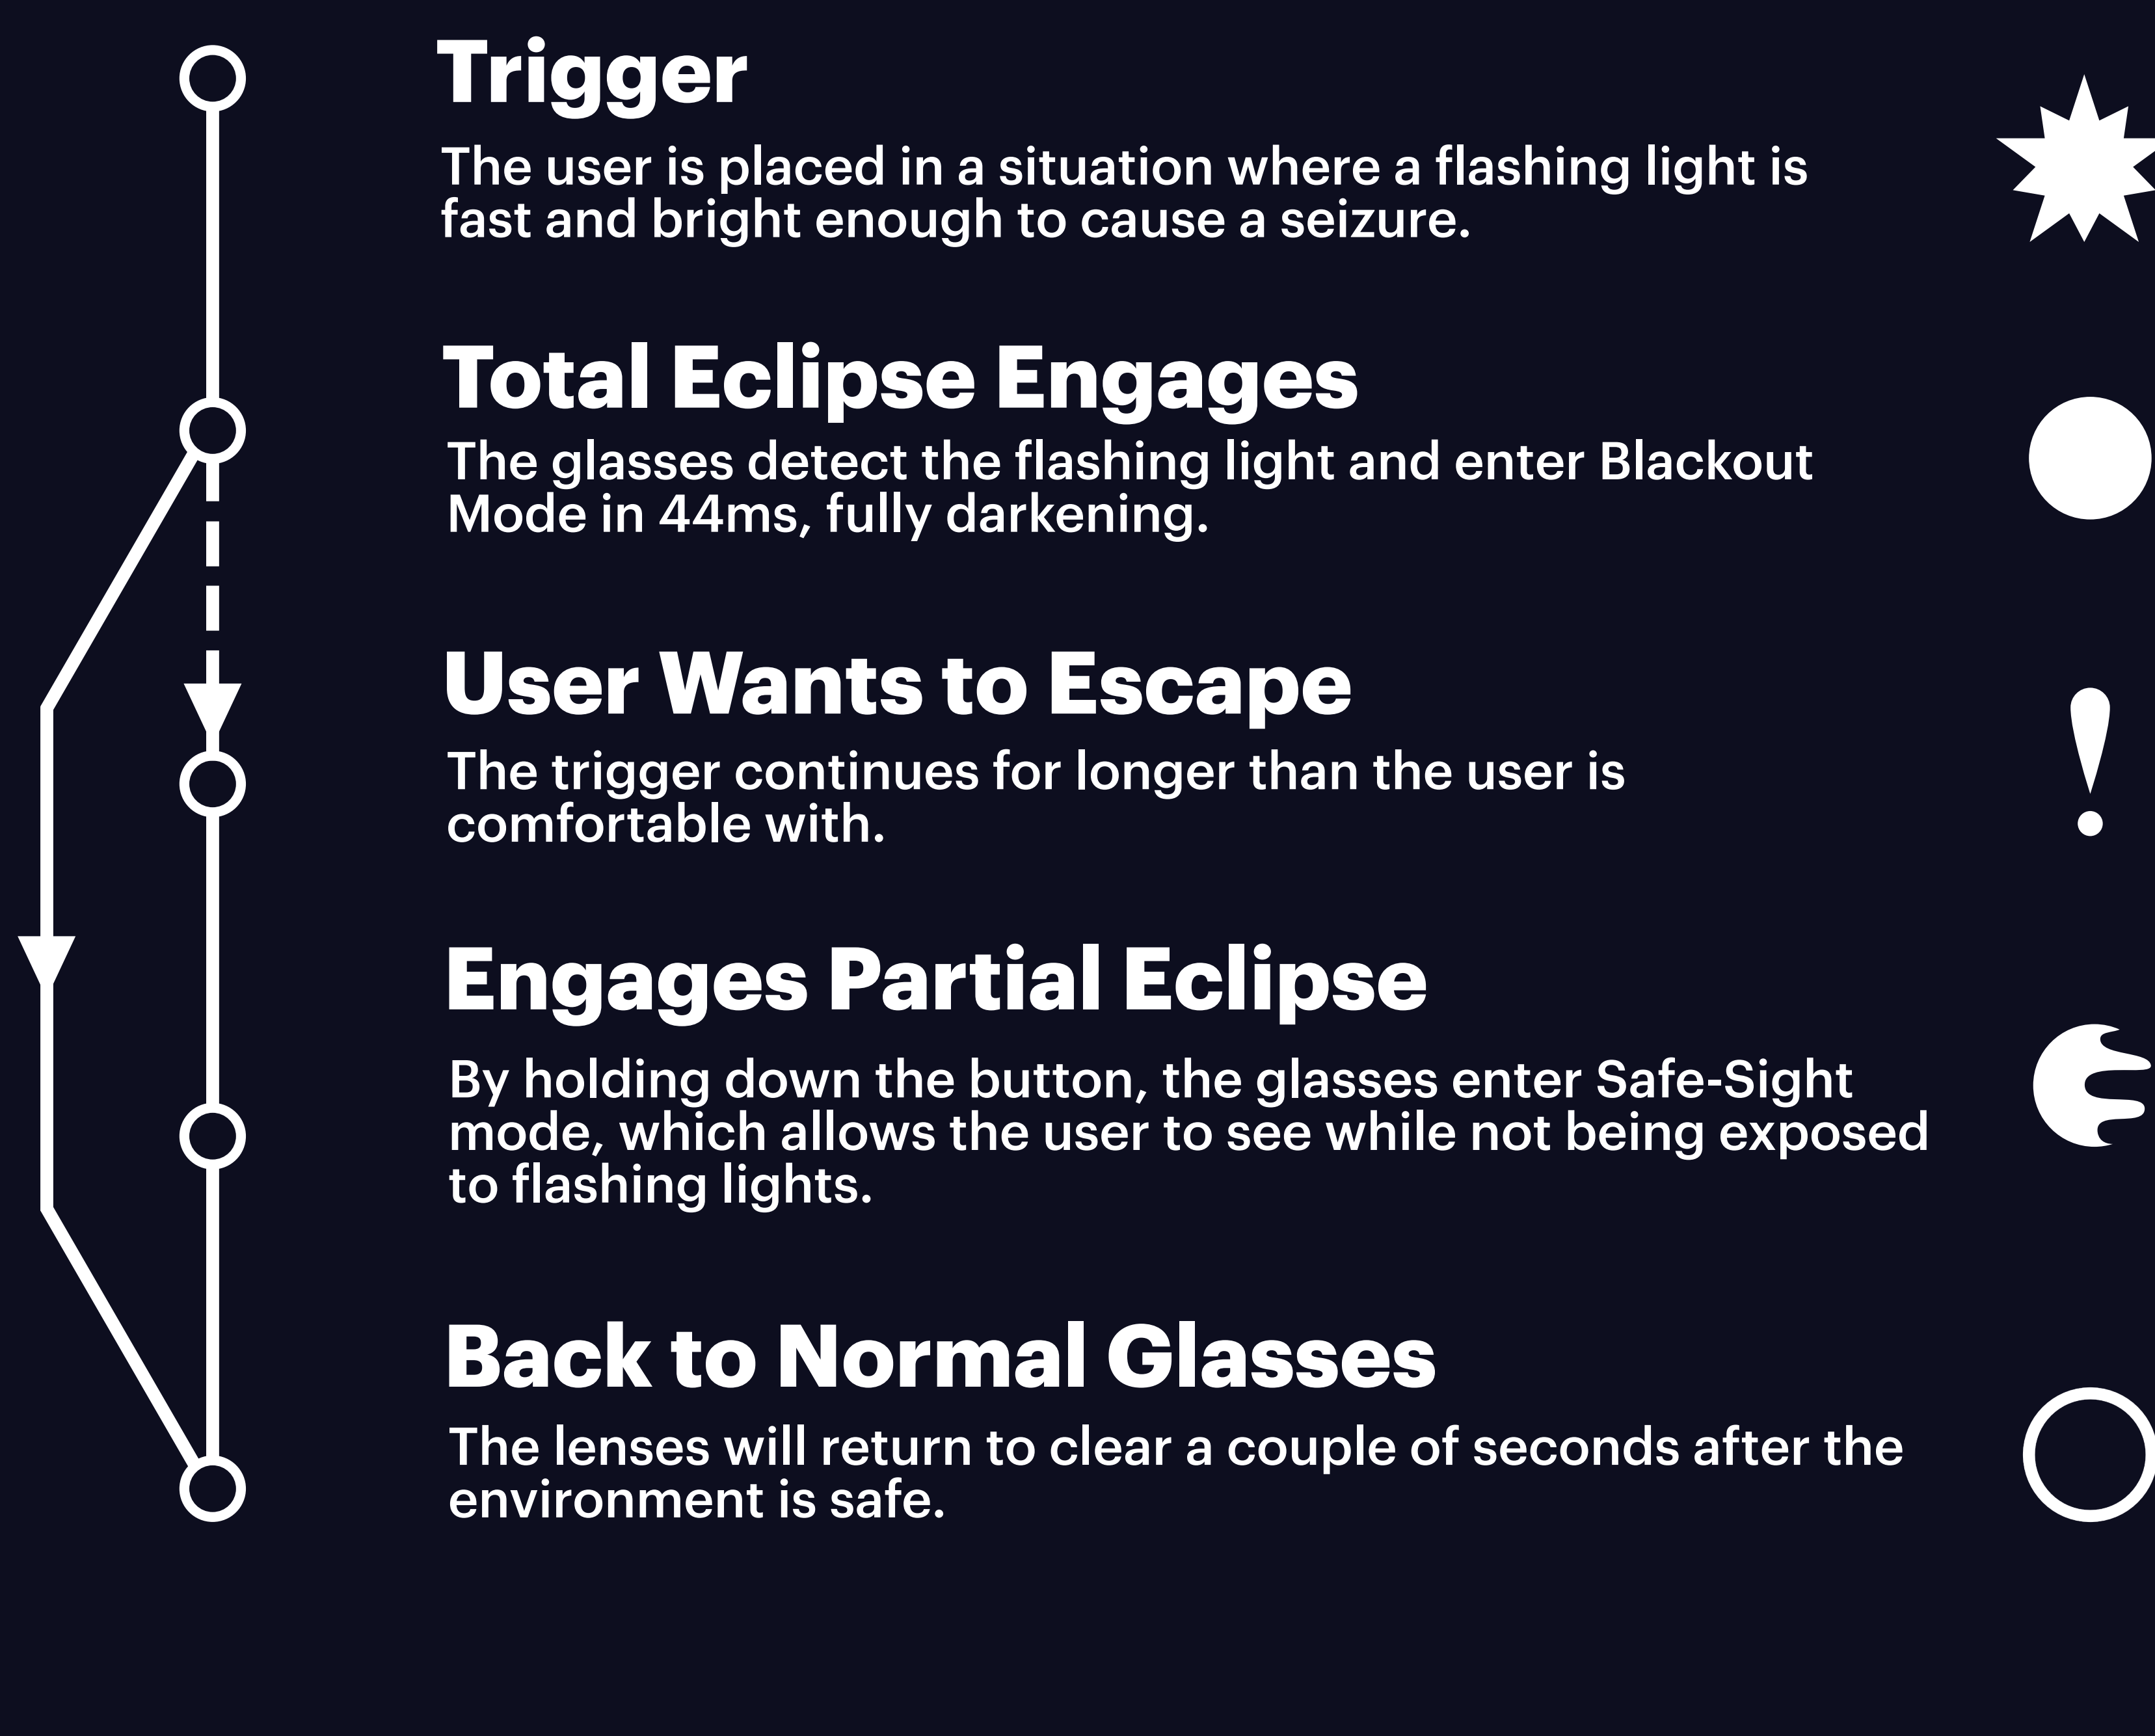 Trigger
The user is placed in a situation where a flashing light is
fast and bright enough to cause a seizure.
Total Eclipse Engages
The glasses detect the flashing light and enter Blackout
Mode in 44ms, fully darkening.
User Wants to Escape
The trigger continues for longer than the user is
comfortable with.
Engages Partial Eclipse
By holding down the button, the glasses enter Safe-Sight
mode, which allows the user to see while not being exposed
to flashing lights.
Back to Normal Glasses
The lenses will return to clear a couple of seconds after the
environment is safe.